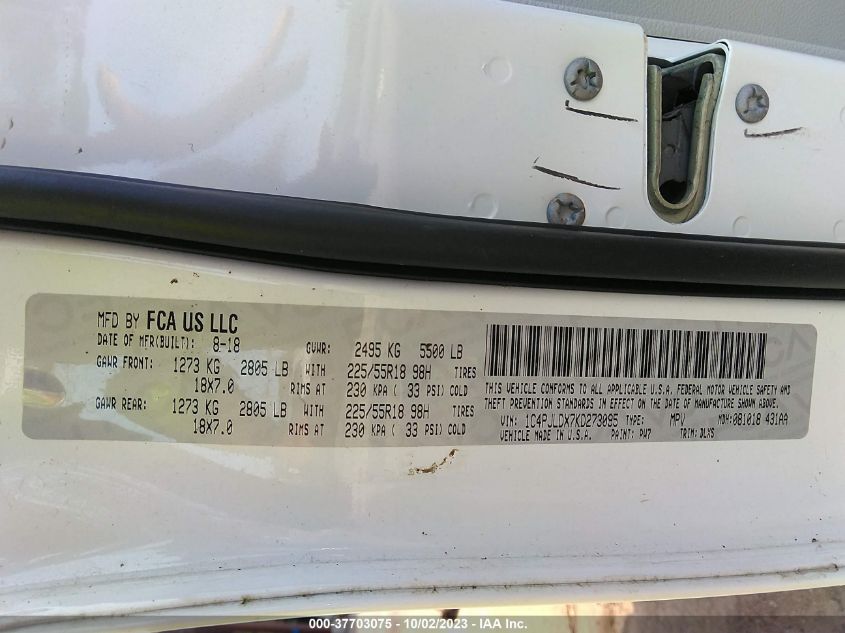 MFD BY FCA US LLC
DATE OF MFR(BUILT): 8-18 GVWR: 2495 KG 5500 LB
GAWR FRONT: 1273 KG 2805 LB WITH 225/55R18 98H TIRES
18X7.0 RIMS AT 230 KPA ( 33 PSI) COLD
GAWR REAR: 1273 KG 2805 LB WITH 225/55R18 98H TIRES
18X7.0 RIMS AT 230 KPA ( 33 PSI) COLD
THIS VEHICLE CONFORMS TO ALL APPLICABLE U.S.A. FEDERAL MOTOR VEHICLE SAFETY AND
THEFT PREVENTION STANDARDS IN EFFECT ON THE DATE OF MANUFACTURE SHOWN ABOVE.
VIN: 1C4PJLDX7KD273095 TYPE: MPV MDH:081018 431AA
VEHICLE MADE IN U.S.A. PAINT: PW7 TRIM: DLXS
000-37703075 - 10/02/2023 - IAA Inc.